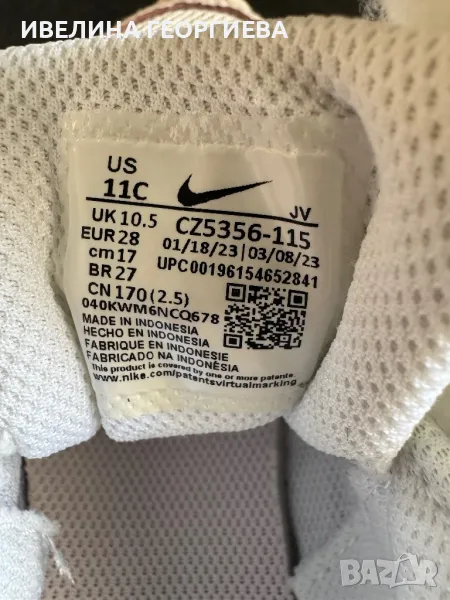 ИВЕЛИНА ГЕОРГИЕВА
US
11C
JV
UK 10.5 CZ5356-115
EUR 28 01/18/23 | 03/08/23
cm 17 UPC00196154652841
BR 27
CN 170 (2.5)
040KWM6NCQ678
MADE IN INDONESIA
HECHO EN INDONESIA
FABRIQUE EN INDONESIE
FABRICADO NA INDONÉSIA
This product is covered by one or more patents.
www.nike.com/patentsvirtualmarking
bazar